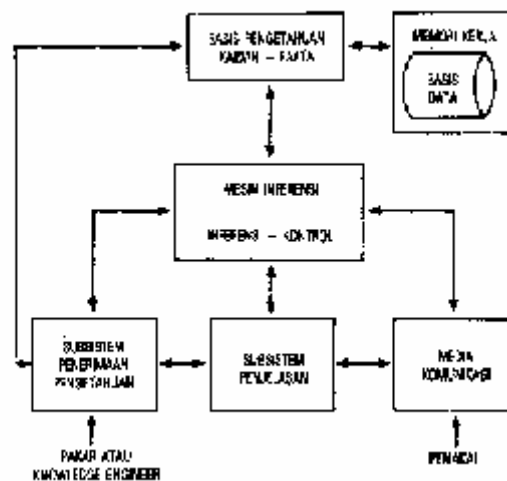 BASIS PENGETAHUAN
KAIDAH – FAKTA
MEMORI KERJA
BASIS
DATA
MESIN INFERENSI
INFERENSI – KONTROL
SUBSISTEM
PENERIMAAN
PENGETAHUAN
SUBSISTEM
PENJELASAN
MEDIA
KOMUNIKASI
PAKAR ATAU
KNOWLEDGE ENGINEER
PEMAKAI